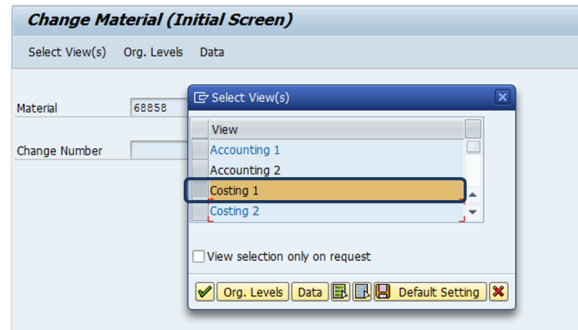 Change Material (Initial Screen)
Select View(s) Org. Levels Data
Material 68858
Change Number
Select View(s)
View
Accounting 1
Accounting 2
Costing 1
Costing 2
View selection only on request
Org. Levels Data Default Setting